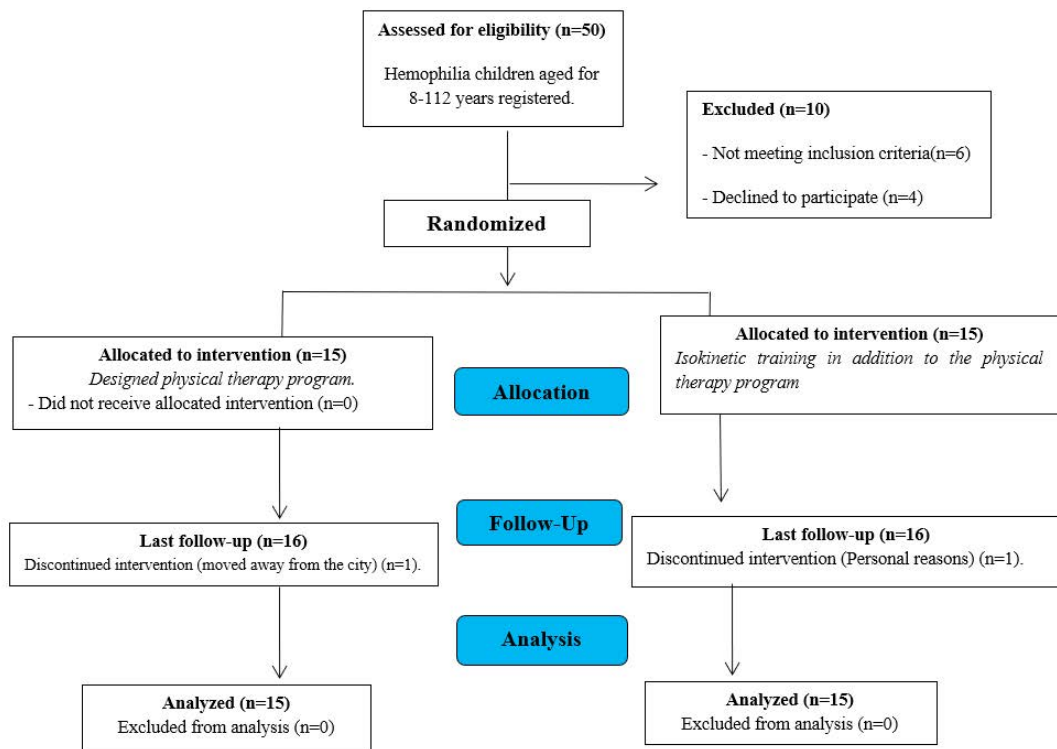 Assessed for eligibility (n=50)
Hemophilia children aged for
8-112 years registered.
Excluded (n=10)
- Not meeting inclusion criteria(n=6)
- Declined to participate (n=4)
Randomized
Allocated to intervention (n=15)
Designed physical therapy program.
- Did not receive allocated intervention (n=0)
Allocated to intervention (n=15)
Isokinetic training in addition to the physical
therapy program
Allocation
Last follow-up (n=16)
Discontinued intervention (moved away from the city) (n=1).
Follow-Up
Last follow-up (n=16)
Discontinued intervention (Personal reasons) (n=1).
Analysis
Analyzed (n=15)
Excluded from analysis (n=0)
Analyzed (n=15)
Excluded from analysis (n=0)